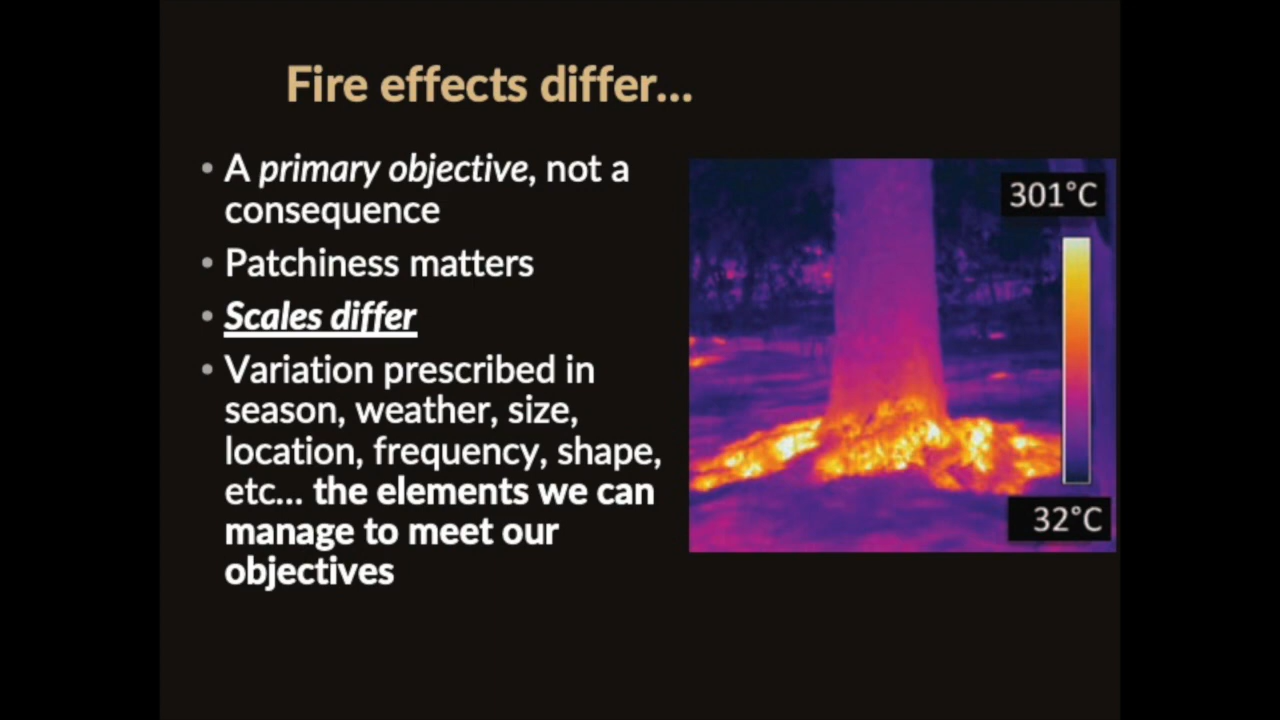 Fire effects differ...
• A primary objective, not a
consequence
• Patchiness matters
• Scales differ
• Variation prescribed in
season, weather, size,
location, frequency, shape,
etc... the elements we can
manage to meet our
objectives
301°C
32°C